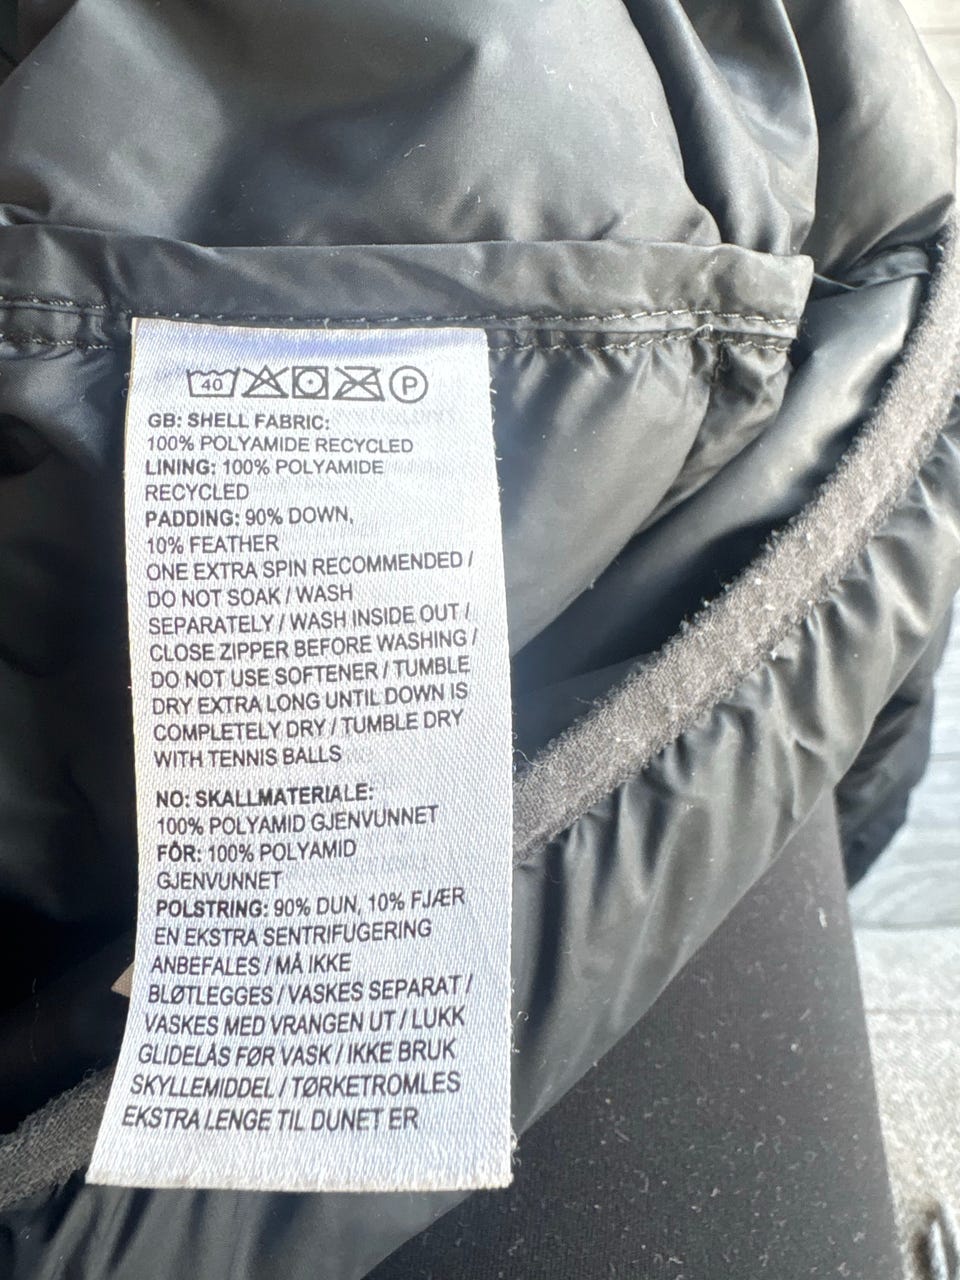 40 P
GB: SHELL FABRIC:
100% POLYAMIDE RECYCLED
LINING: 100% POLYAMIDE
RECYCLED
PADDING: 90% DOWN,
10% FEATHER
ONE EXTRA SPIN RECOMMENDED /
DO NOT SOAK / WASH
SEPARATELY / WASH INSIDE OUT /
CLOSE ZIPPER BEFORE WASHING /
DO NOT USE SOFTENER / TUMBLE
DRY EXTRA LONG UNTIL DOWN IS
COMPLETELY DRY / TUMBLE DRY
WITH TENNIS BALLS
NO: SKALLMATERIALE:
100% POLYAMID GJENVUNNET
FÔR: 100% POLYAMID
GJENVUNNET
POLSTRING: 90% DUN, 10% FJÆR
EN EKSTRA SENTRIFUGERING
ANBEFALES / MÅ IKKE
BLØTLEGGES / VASKES SEPARAT /
VASKES MED VRANGEN UT / LUKK
GLIDELÅS FØR VASK / IKKE BRUK
SKYLLEMIDDEL / TØRKETROMLES
EKSTRA LENGE TIL DUNET ER